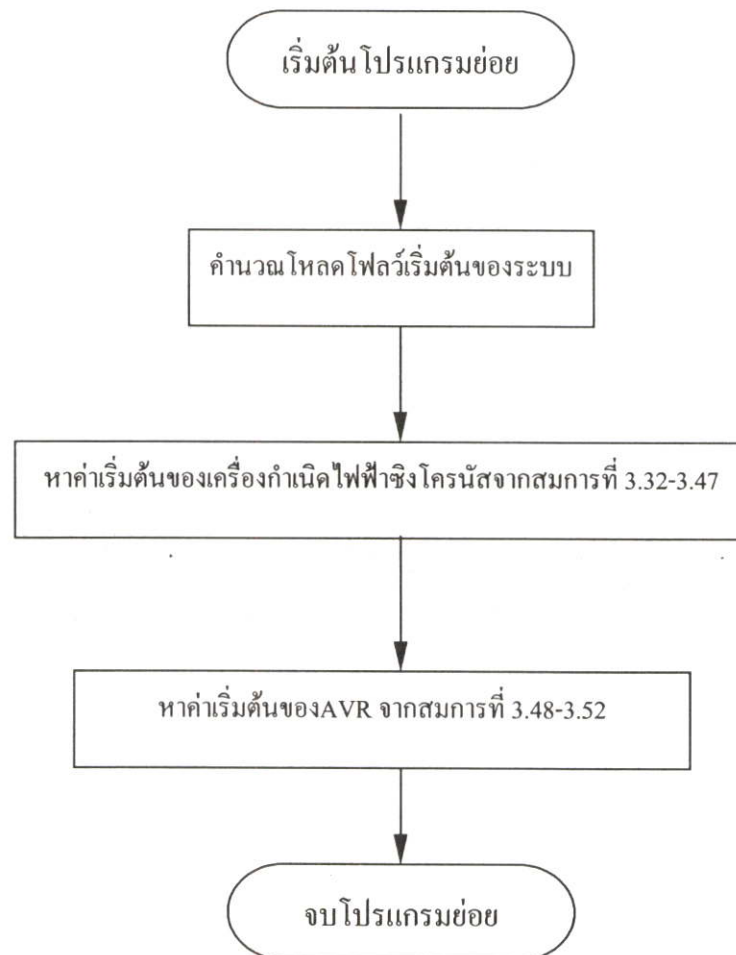 เริ่มต้นโปรแกรมย่อย
คำนวณโหลดโฟลว์เริ่มต้นของระบบ
หาค่าเริ่มต้นของเครื่องกำเนิดไฟฟ้าซิงโครนัสจากสมการที่ 3.32-3.47
หาค่าเริ่มต้นของAVR จากสมการที่ 3.48-3.52
จบโปรแกรมย่อย